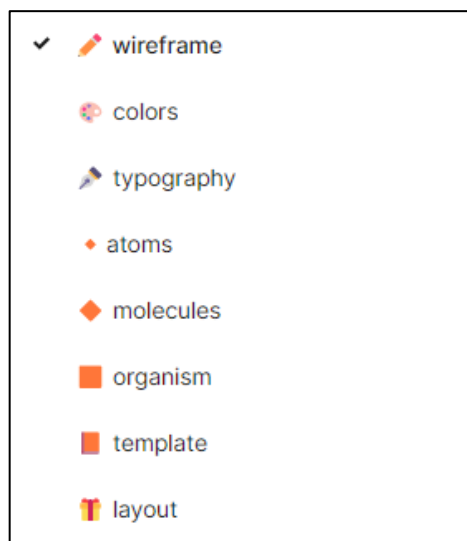 wireframe
colors
typography
atoms
molecules
organism
template
layout